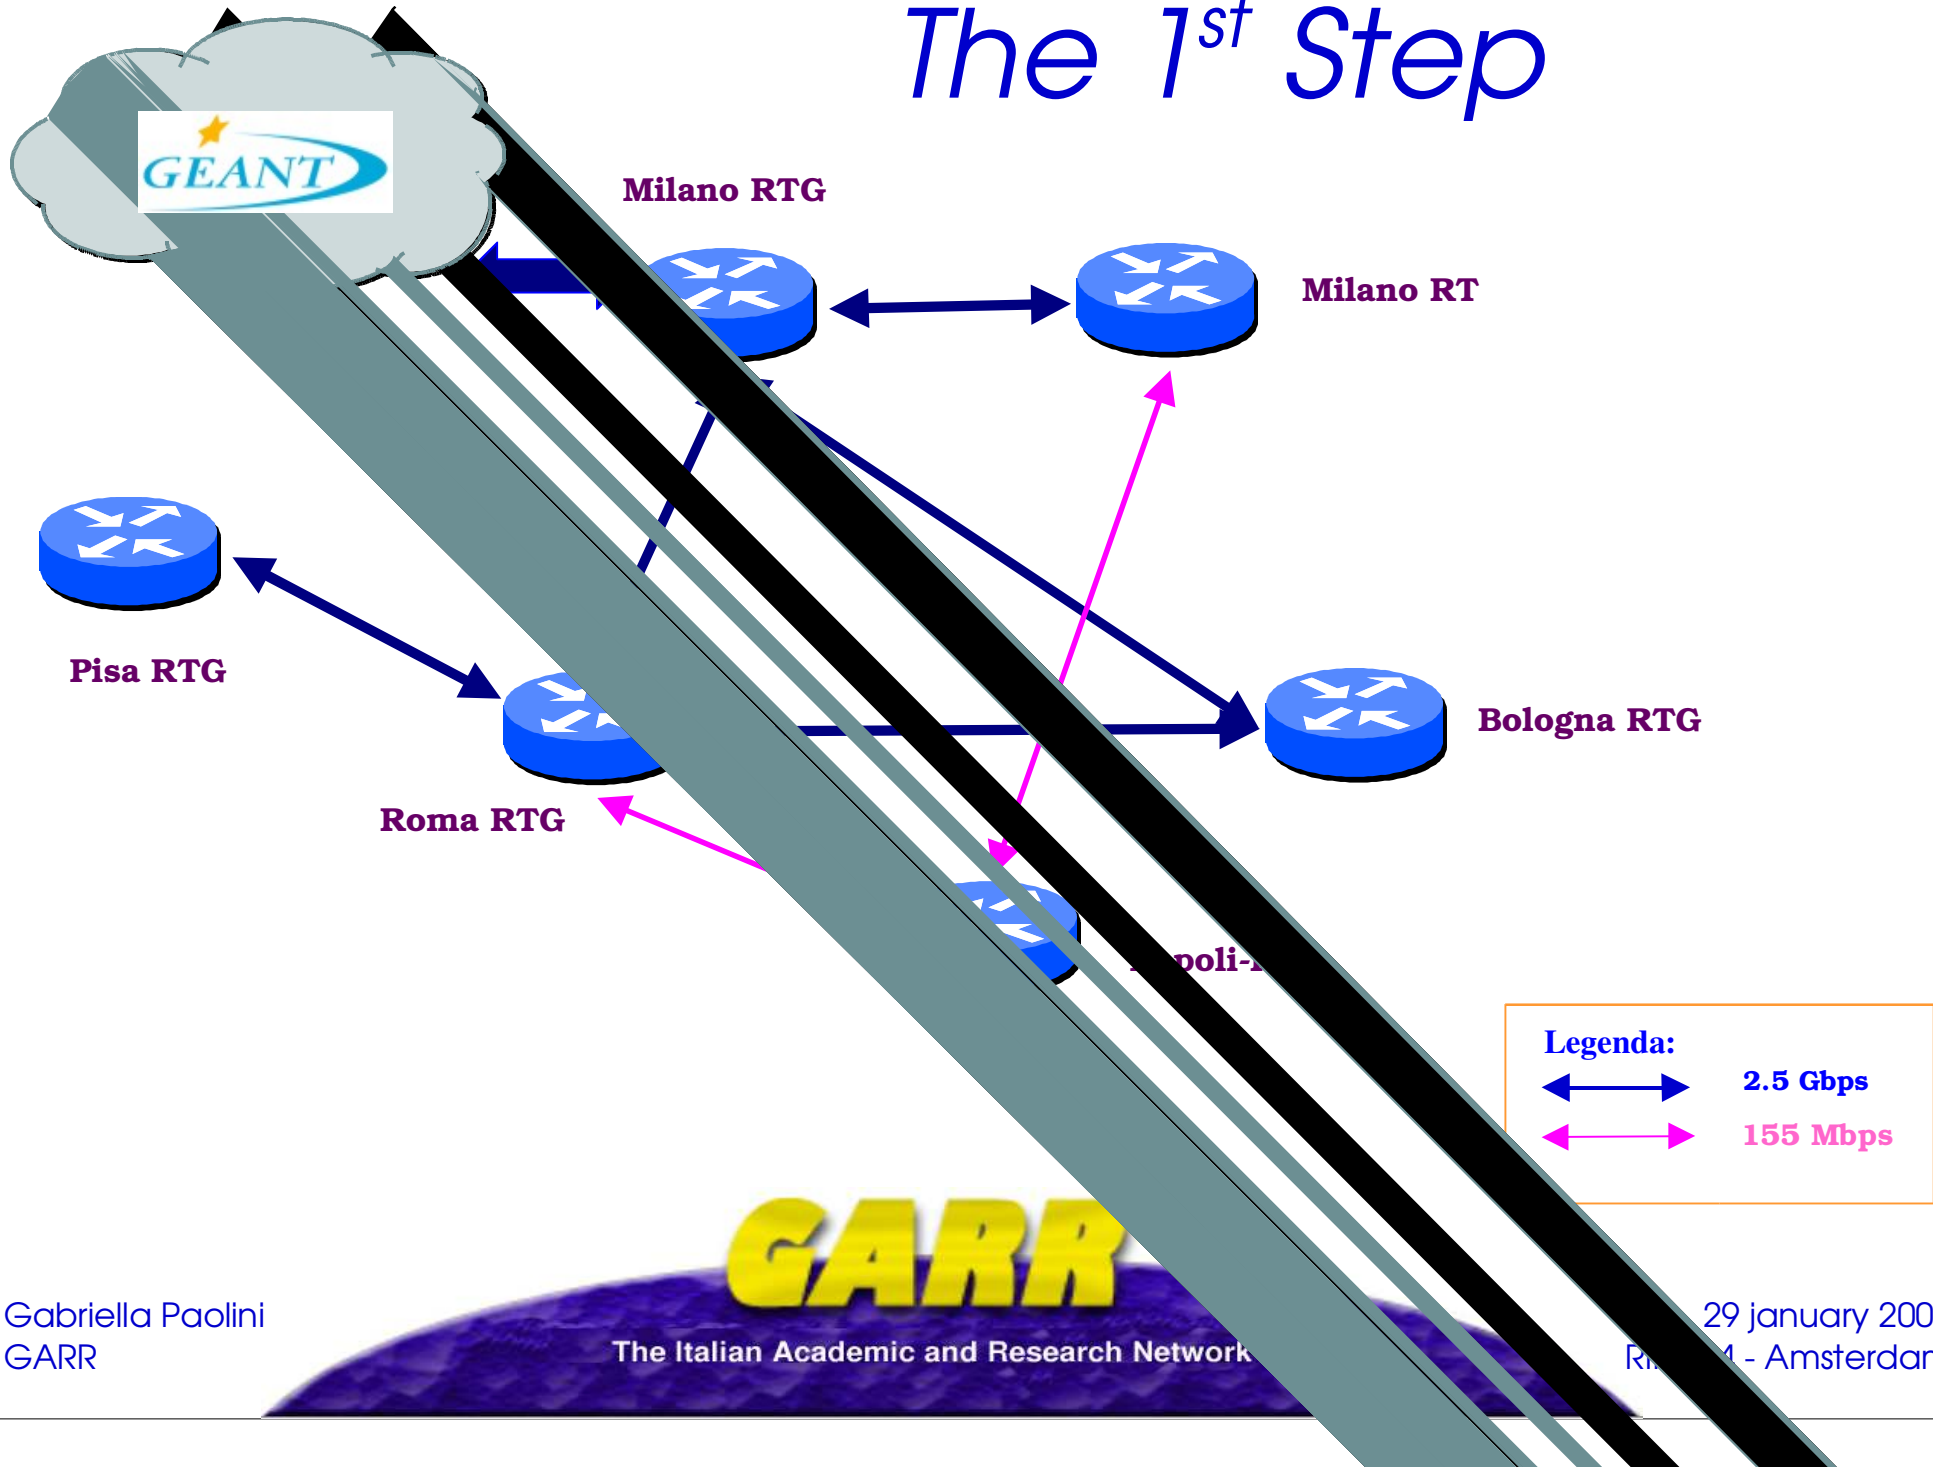 The 1st Step
GEANT
Milano RTG
Milano RT
Pisa RTG
Bologna RTG
Roma RTG
Legenda:
2.5 Gbps
155 Mbps
GARR
The Italian Academic and Research Network
Gabriella Paolini
GARR
29 january 200
- Amsterdam